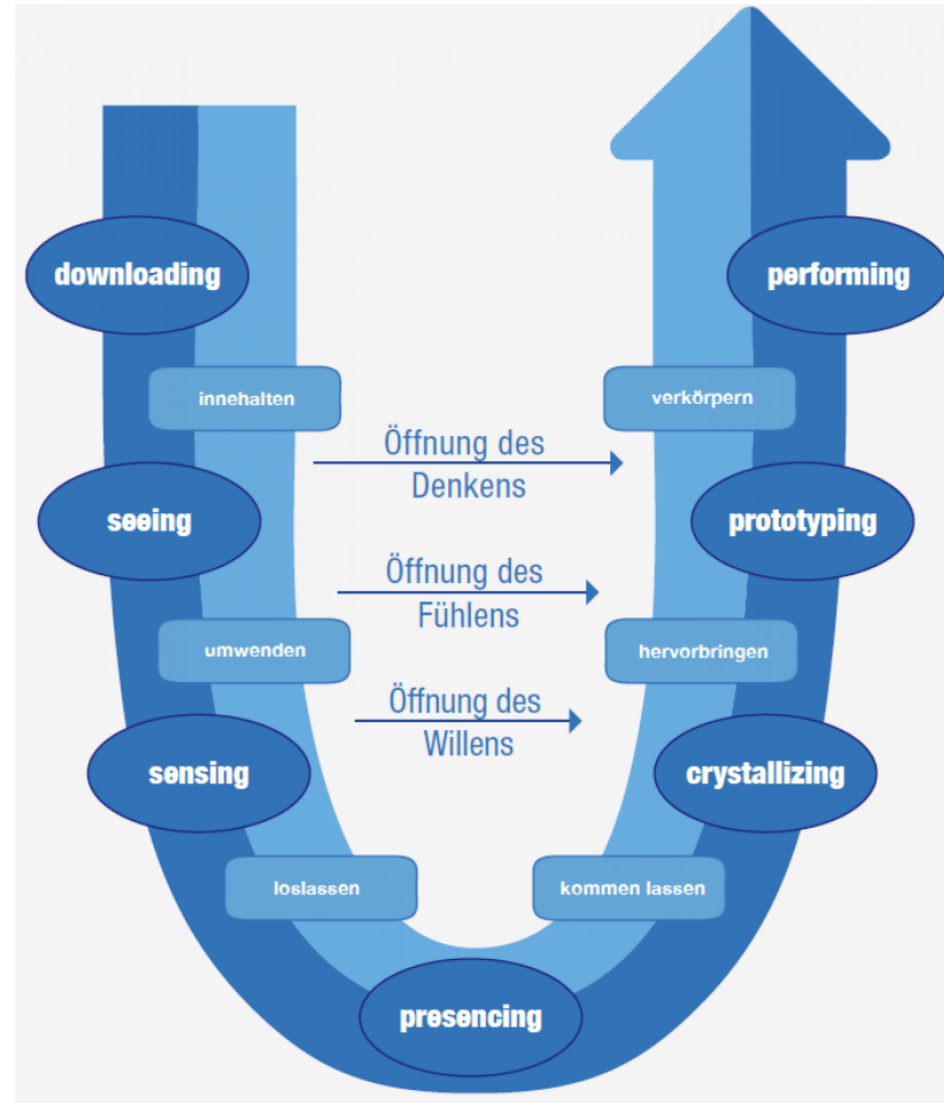 downloading
performing
innehalten
verkörpern
Öffnung des
Denkens
seeing
prototyping
Öffnung des
Fühlens
umwenden
hervorbringen
Öffnung des
Willens
sensing
crystallizing
loslassen
kommen lassen
presencing